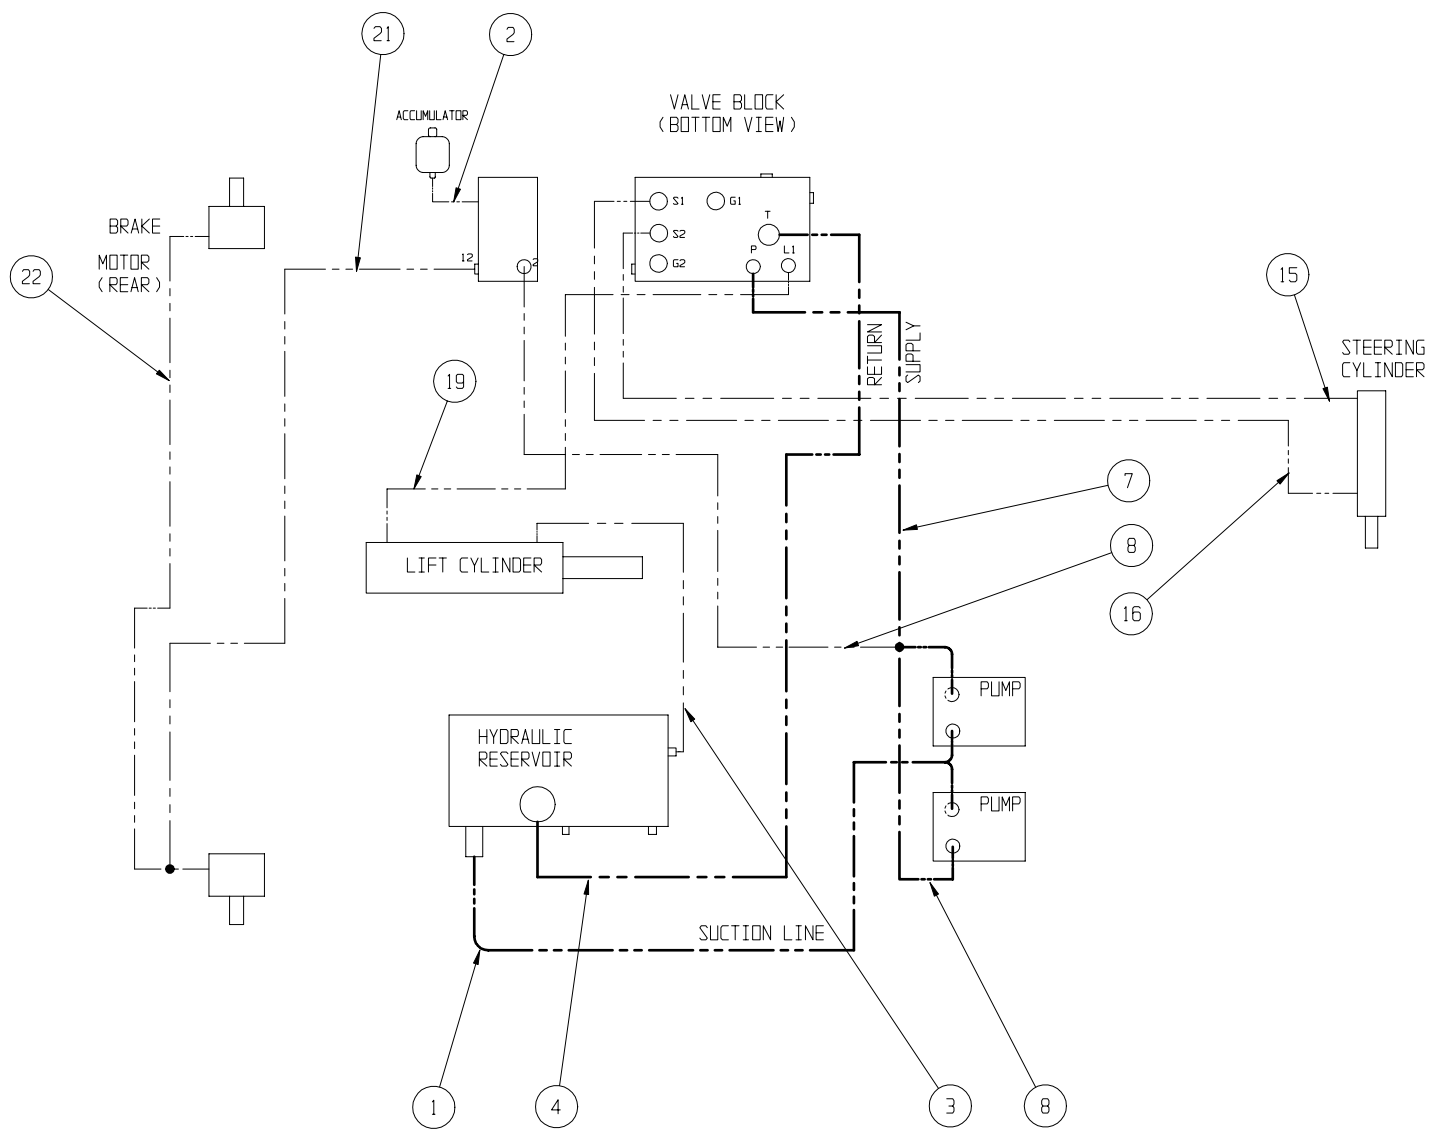 21
2
ACCUMULATOR
VALVE BLOCK
(BOTTOM VIEW)
S1
G1
T
BRAKE
S2
P
L1
MOTOR
(REAR)
12
2
G2
22
15
RETURN
SUPPLY
STEERING
CYLINDER
19
7
8
LIFT CYLINDER
16
PUMP
HYDRAULIC
RESERVOIR
PUMP
SUCTION LINE
1
4
3
8